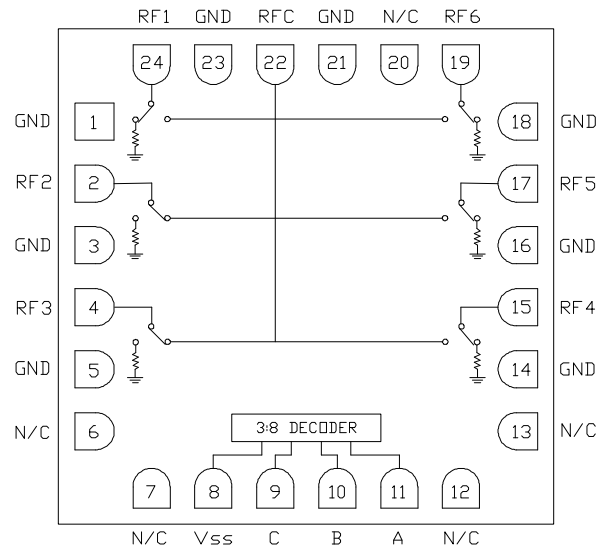 RF1 GND RFC GND N/C RF6
24 23 22 21 20 19
GND 1 18 GND
RF2 2 17 RF5
GND 3 16 GND
RF3 4 15 RF4
GND 5 14 GND
N/C 6 13 N/C
3:8 DECODER
7 8 9 10 11 12
N/C Vss C B A N/C